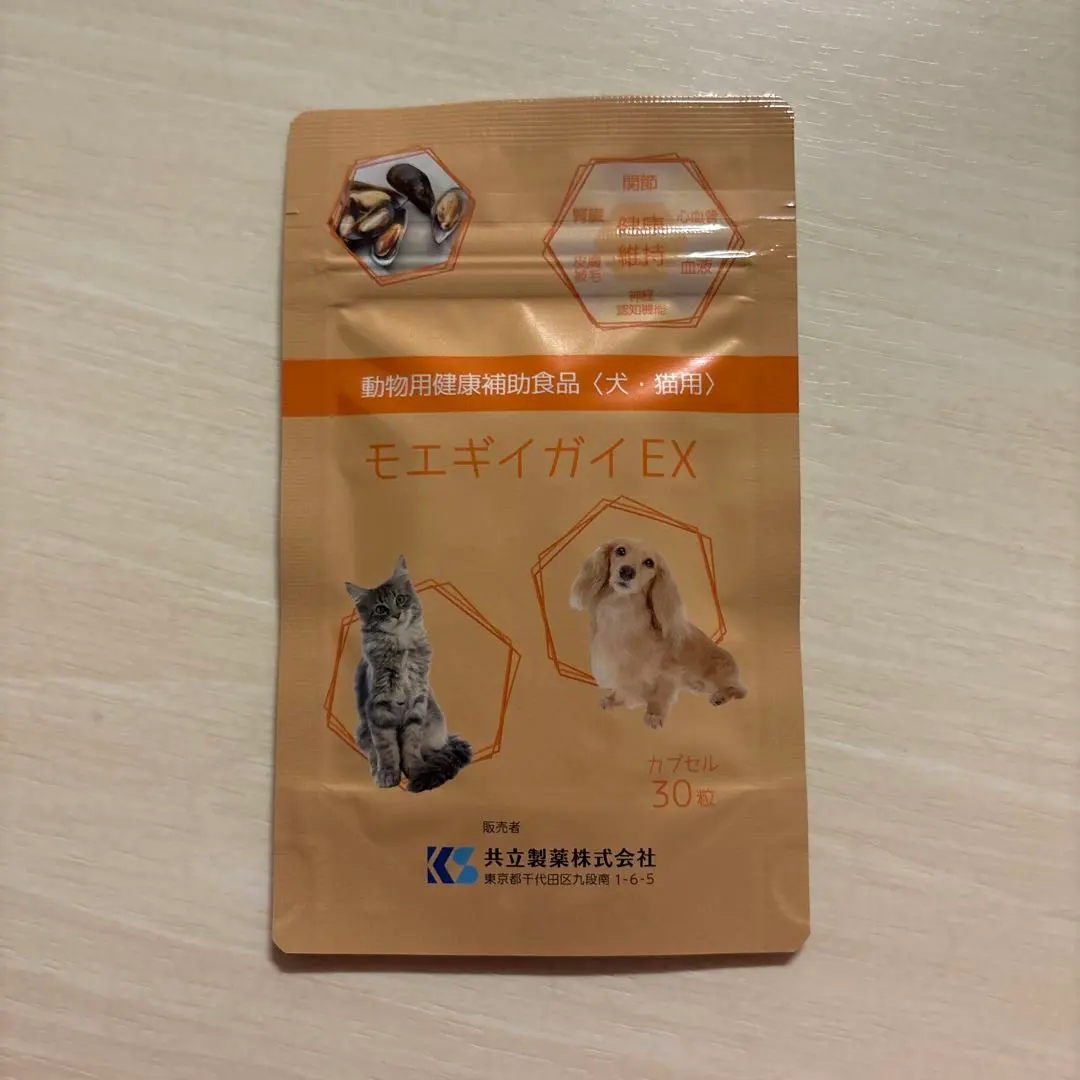 関節
腎臓
心血管
健康
維持
皮膚
被毛
血液
神経
認知機能
動物用健康補助食品〈犬・猫用〉
モエギイガイEX
カプセル
30粒
販売者
KS 共立製薬株式会社
東京都千代田区九段南 1-6-5